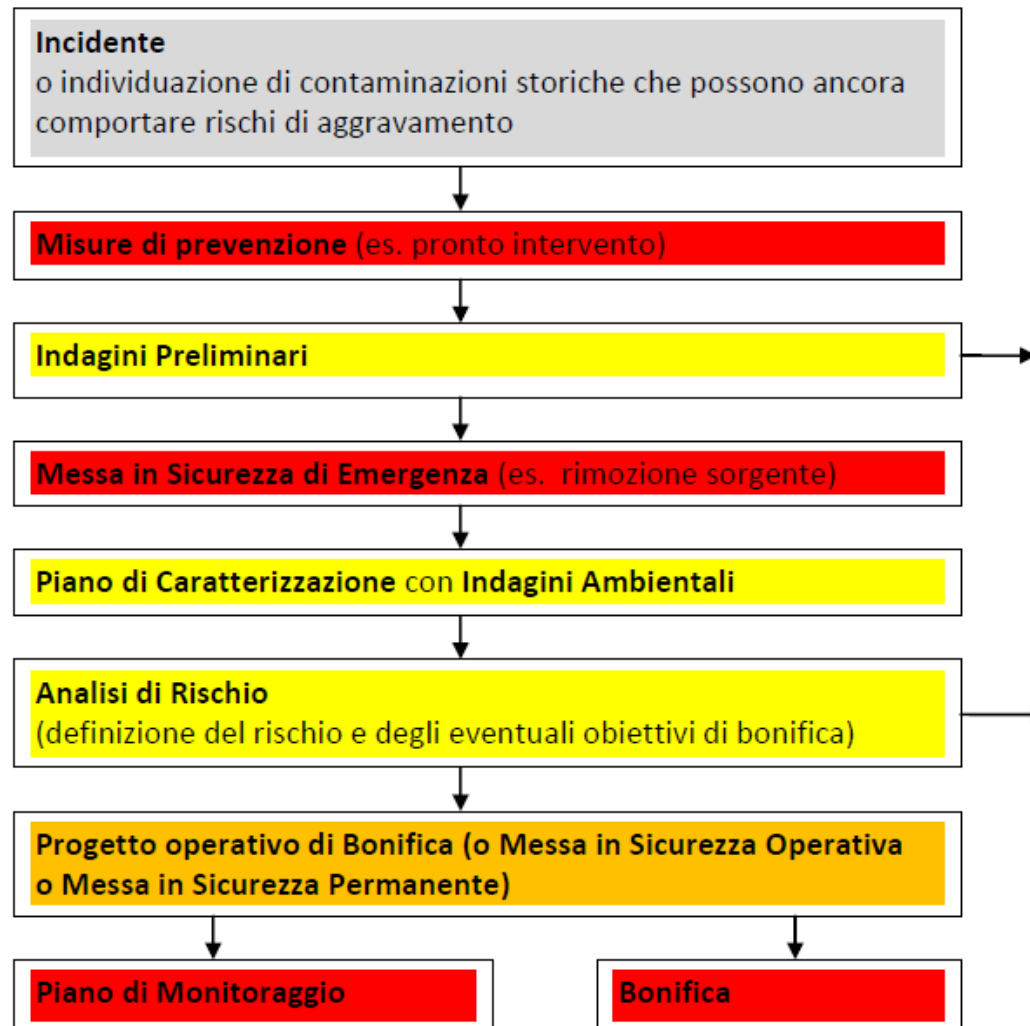 Incidente
o individuazione di contaminazioni storiche che possono ancora
comportare rischi di aggravamento
Misure di prevenzione (es. pronto intervento)
Indagini Preliminari
Messa in Sicurezza di Emergenza (es. rimozione sorgente)
Piano di Caratterizzazione con Indagini Ambientali
Analisi di Rischio
(definizione del rischio e degli eventuali obiettivi di bonifica)
Progetto operativo di Bonifica (o Messa in Sicurezza Operativa
o Messa in Sicurezza Permanente)
Piano di Monitoraggio
Bonifica